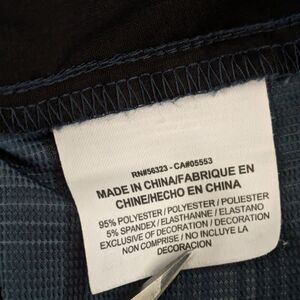 RN#56323 - CA#05553
MADE IN CHINA/FABRIQUE EN
CHINE/HECHO EN CHINA
95% POLYESTER / POLYESTER / POLIESTER
5% SPANDEX / ELASTHANNE / ELASTANO
EXCLUSIVE OF DECORATION / DECORATION
NON COMPRISE / NO INCLUYE LA
DECORACION